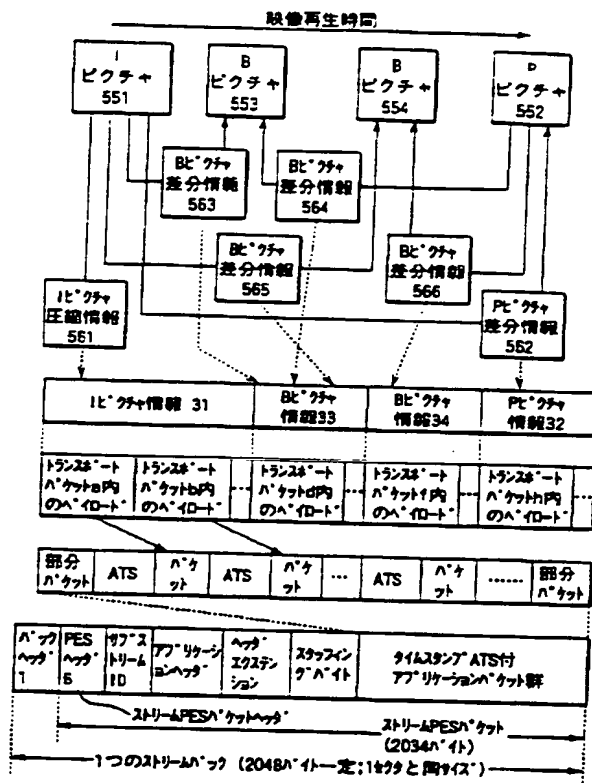 映像再生時間
I
ピクチャ
551
B
ピクチャ
553
B
ピクチャ
554
P
ピクチャ
552
Bピクチャ
差分情報
563
Bピクチャ
差分情報
564
Bピクチャ
差分情報
565
Bピクチャ
差分情報
566
Iピクチャ
圧縮情報
561
Pピクチャ
差分情報
562
Iピクチャ情報 31
Bピクチャ
情報33
Bピクチャ
情報34
Pピクチャ
情報32
トランスポート
パケットa内
のペイロード
トランスポート
パケットb内
のペイロード
トランスポート
パケットd内
のペイロード
トランスポート
パケットf内
のペイロード
トランスポート
パケットh内
のペイロード
部分
パケット
ATS
パケ
ット
ATS
パケ
ット
…
ATS
パケ
ット
……
部分
パケット
パック
ヘッダ
1
PES
ヘッダ
6
サブス
トリーム
ID
アプリケーシ
ョンヘッダ
ヘッダ
エクステン
ション
スタッフィン
グバイト
タイムスタンプATS付
アプリケーションパケット群
ストリームPESパケットヘッダ
ストリームPESパケット
(2034バイト)
1つのストリームパック (2048バイト一定;1セクタと同サイズ)